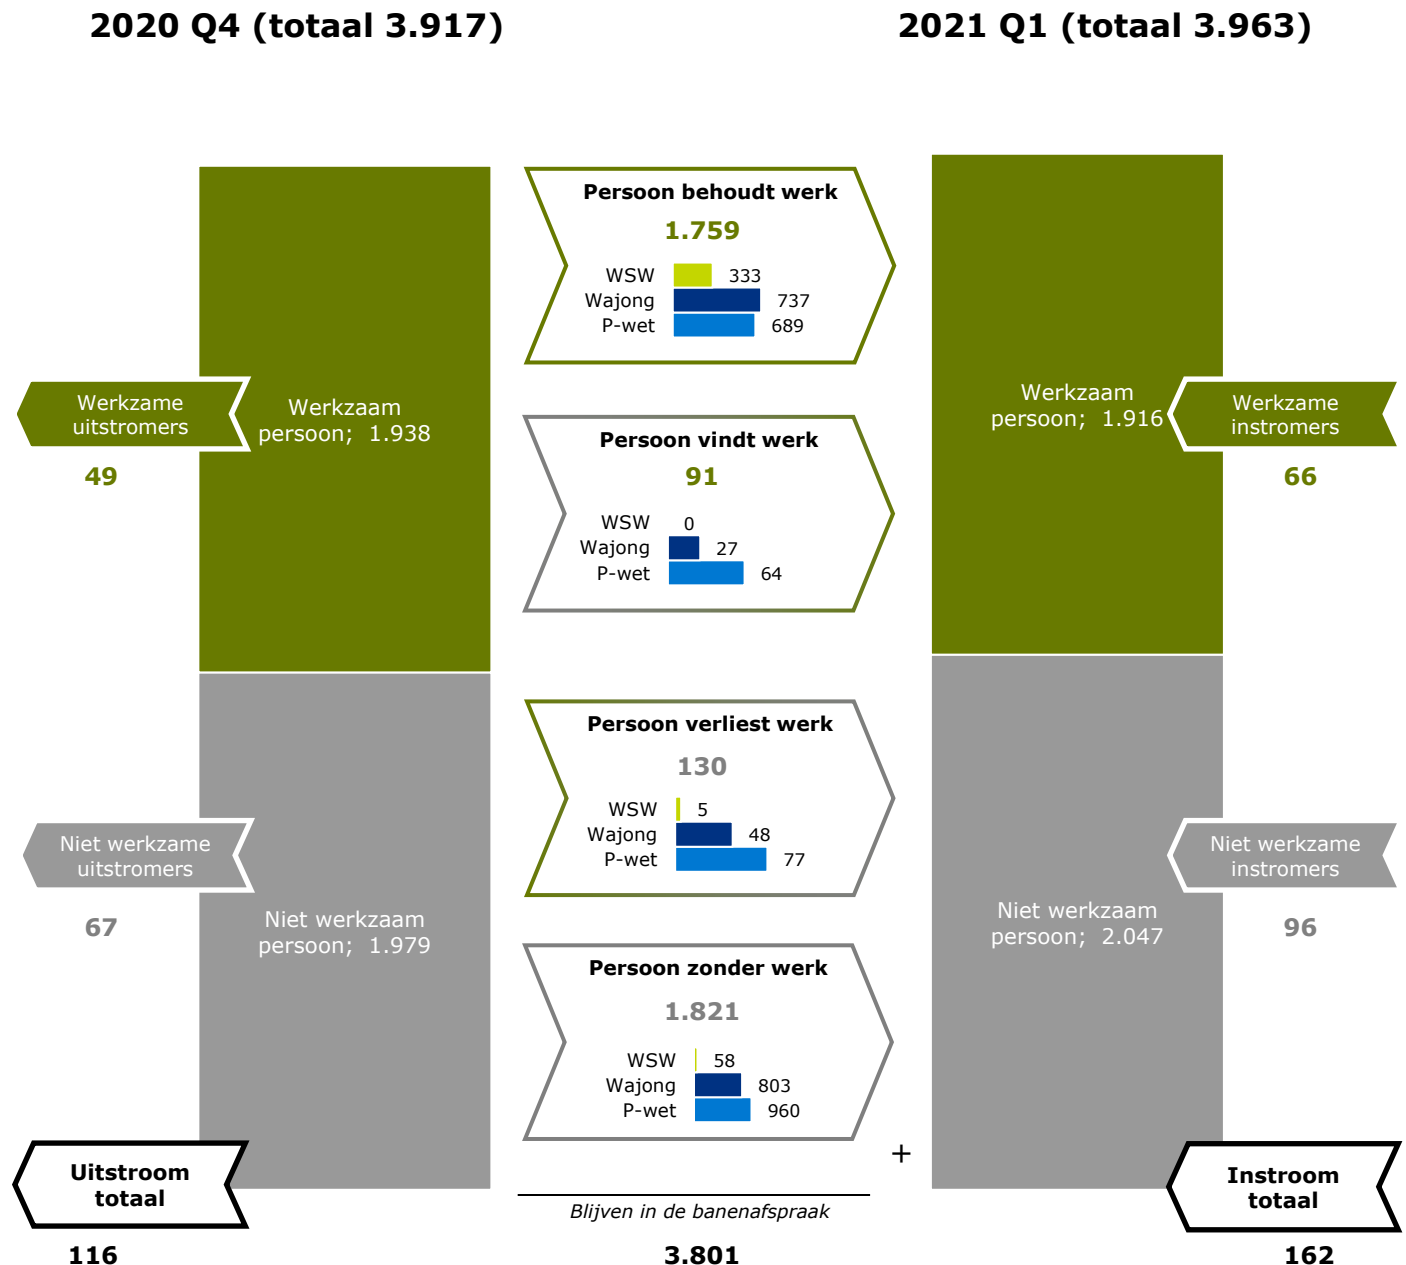 2020 Q4 (totaal 3.917)
2021 Q1 (totaal 3.963)
Werkzame
uitstromers
49
Werkzaam
persoon; 1.938
Niet werkzame
uitstromers
67
Niet werkzaam
persoon; 1.979
Uitstroom
totaal
116
Persoon behoudt werk
1.759
WSW 333
Wajong 737
P-wet 689
Persoon vindt werk
91
WSW 0
Wajong 27
P-wet 64
Persoon verliest werk
130
WSW 5
Wajong 48
P-wet 77
Persoon zonder werk
1.821
WSW 58
Wajong 803
P-wet 960
+
Blijven in de banenafspraak
3.801
Werkzaam
persoon; 1.916
Werkzame
instromers
66
Niet werkzaam
persoon; 2.047
Niet werkzame
instromers
96
Instroom
totaal
162